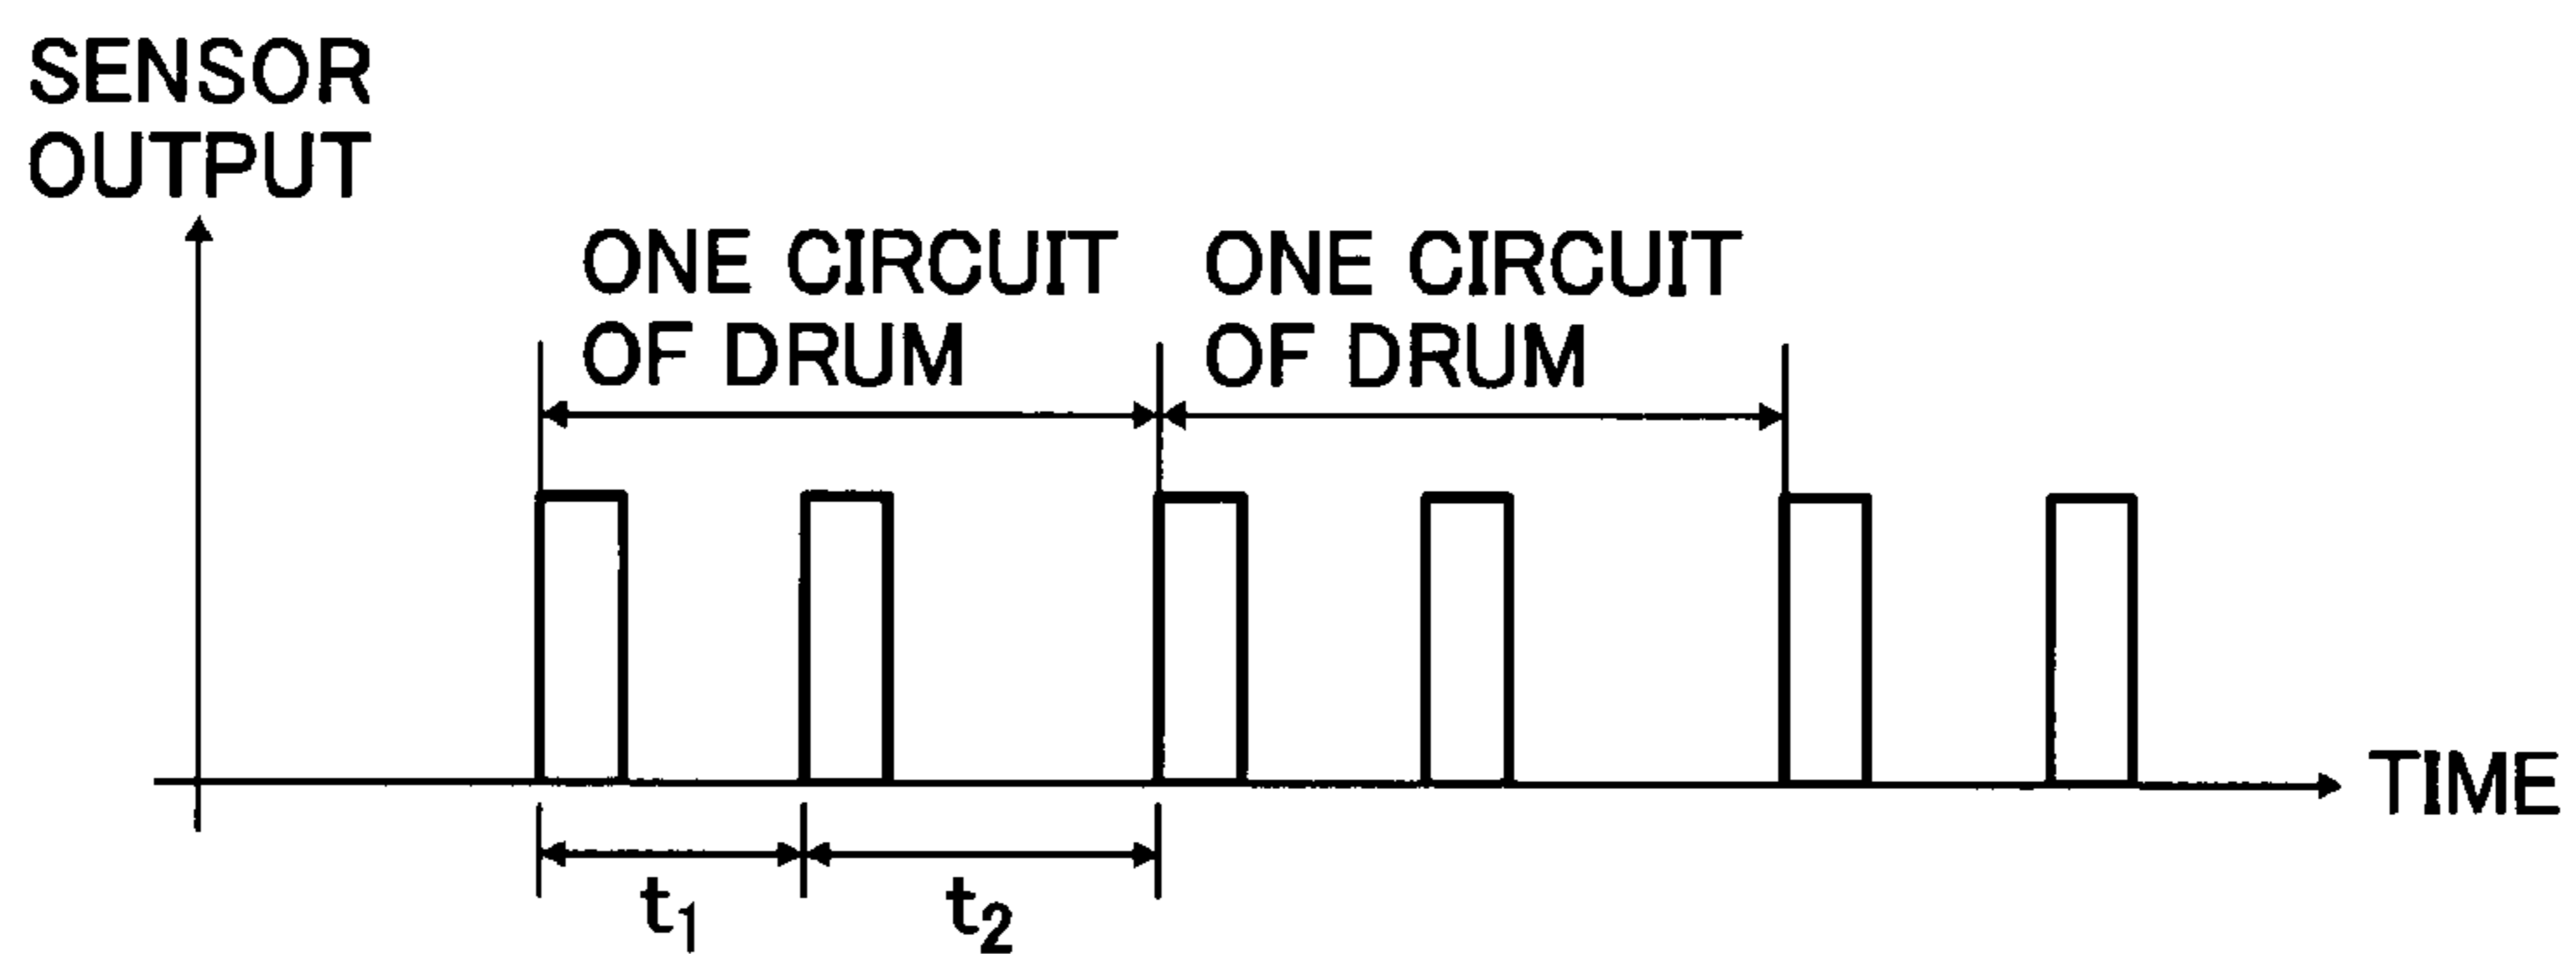 SENSOR
OUTPUT
ONE CIRCUIT
OF DRUM
ONE CIRCUIT
OF DRUM
TIME
t1
t2